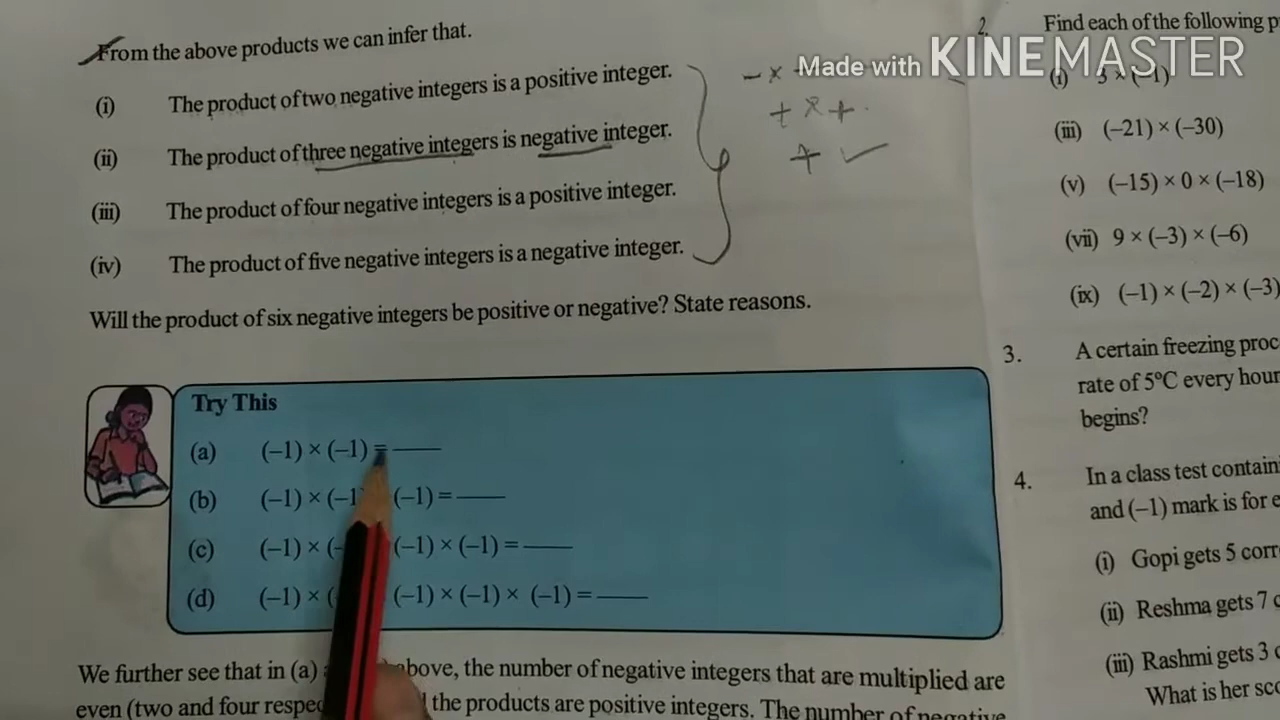 From the above products we can infer that.
(i) The product of two negative integers is a positive integer.
(ii) The product of three negative integers is negative integer.
(iii) The product of four negative integers is a positive integer.
(iv) The product of five negative integers is a negative integer.
Will the product of six negative integers be positive or negative? State reasons.
Try This
(a) (–1) × (–1) = ——
(b) (–1) × (–1 (–1) = ——
(c) (–1) × (– (–1) × (–1) = ——
(d) (–1) × ( (–1) × (–1) × (–1) = ——
We further see that in (a) above, the number of negative integers that are multiplied are
even (two and four the products are positive integers. The number of negative
– ×
+ × +
+ ✓
Made with KINEMASTER
2. Find each of the following
(i) 3 × (–1)
(iii) (–21) × (–30)
(v) (–15) × 0 × (–18)
(vii) 9 × (–3) × (–6)
(ix) (–1) × (–2) × (–3)
3. A certain freezing
rate of 5°C every hour
begins?
4. In a class test
and (–1) mark is for
(i) Gopi gets 5
(ii) Reshma gets 7
(iii) Rashmi gets 3
What is her